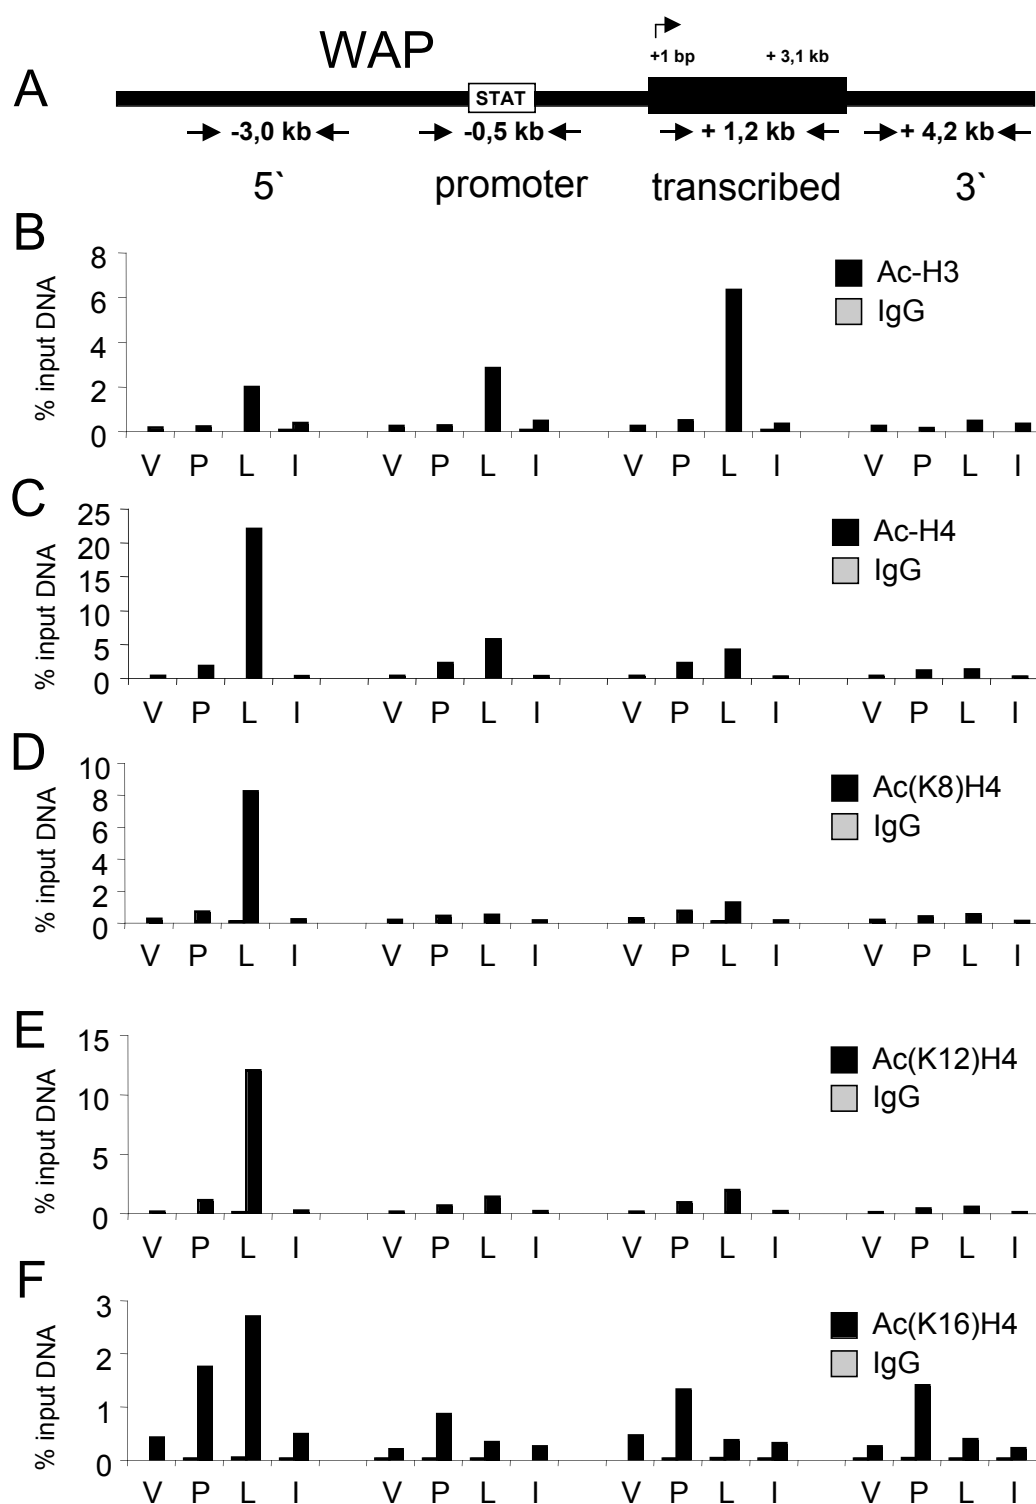 WAP
+1 bp + 3,1 kb
A
STAT
-3,0 kb -0,5 kb + 1,2 kb + 4,2 kb
5` promoter transcribed 3`
B
% input DNA
8
6
4
2
0
Ac-H3
IgG
V P L I V P L I V P L I V P L I
C
% input DNA
25
20
15
10
5
0
Ac-H4
IgG
V P L I V P L I V P L I V P L I
D
% input DNA
10
8
6
4
2
0
Ac(K8)H4
IgG
V P L I V P L I V P L I V P L I
E
% input DNA
15
10
5
0
Ac(K12)H4
IgG
V P L I V P L I V P L I V P L I
F
% input DNA
3
2
1
0
Ac(K16)H4
IgG
V P L I V P L I V P L I V P L I